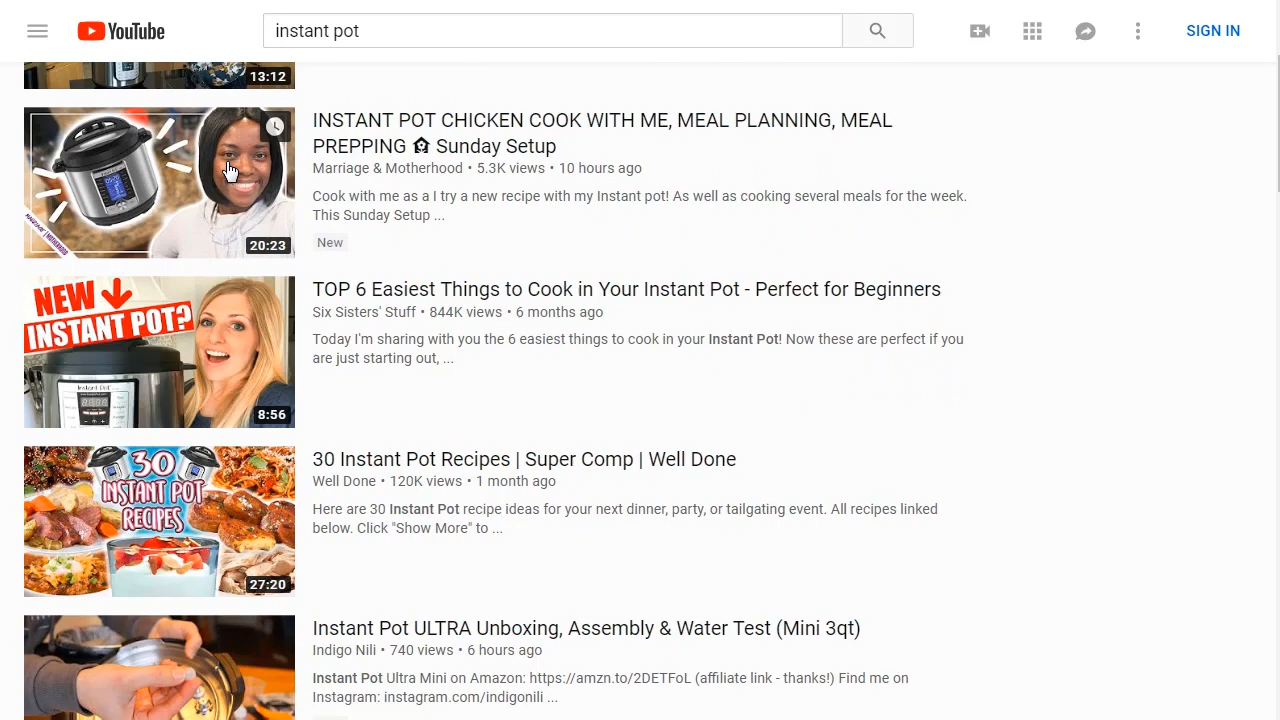 YouTube
instant pot
SIGN IN
13:12
INSTANT POT CHICKEN COOK WITH ME, MEAL PLANNING, MEAL
PREPPING Sunday Setup
Marriage & Motherhood • 5.3K views • 10 hours ago
Cook with me as a I try a new recipe with my Instant pot! As well as cooking several meals for the week.
This Sunday Setup ...
New
20:23
NEW
INSTANT POT?
Instant Pot
8:56
TOP 6 Easiest Things to Cook in Your Instant Pot - Perfect for Beginners
Six Sisters' Stuff • 844K views • 6 months ago
Today I'm sharing with you the 6 easiest things to cook in your Instant Pot! Now these are perfect if you
are just starting out, ...
30
INSTANT POT
RECIPES
27:20
30 Instant Pot Recipes | Super Comp | Well Done
Well Done • 120K views • 1 month ago
Here are 30 Instant Pot recipe ideas for your next dinner, party, or tailgating event. All recipes linked
below. Click "Show More" to ...
Instant Pot ULTRA Unboxing, Assembly & Water Test (Mini 3qt)
Indigo Nili • 740 views • 6 hours ago
Instant Pot Ultra Mini on Amazon: https://amzn.to/2DETFoL (affiliate link - thanks!) Find me on
Instagram: instagram.com/indigonili ...